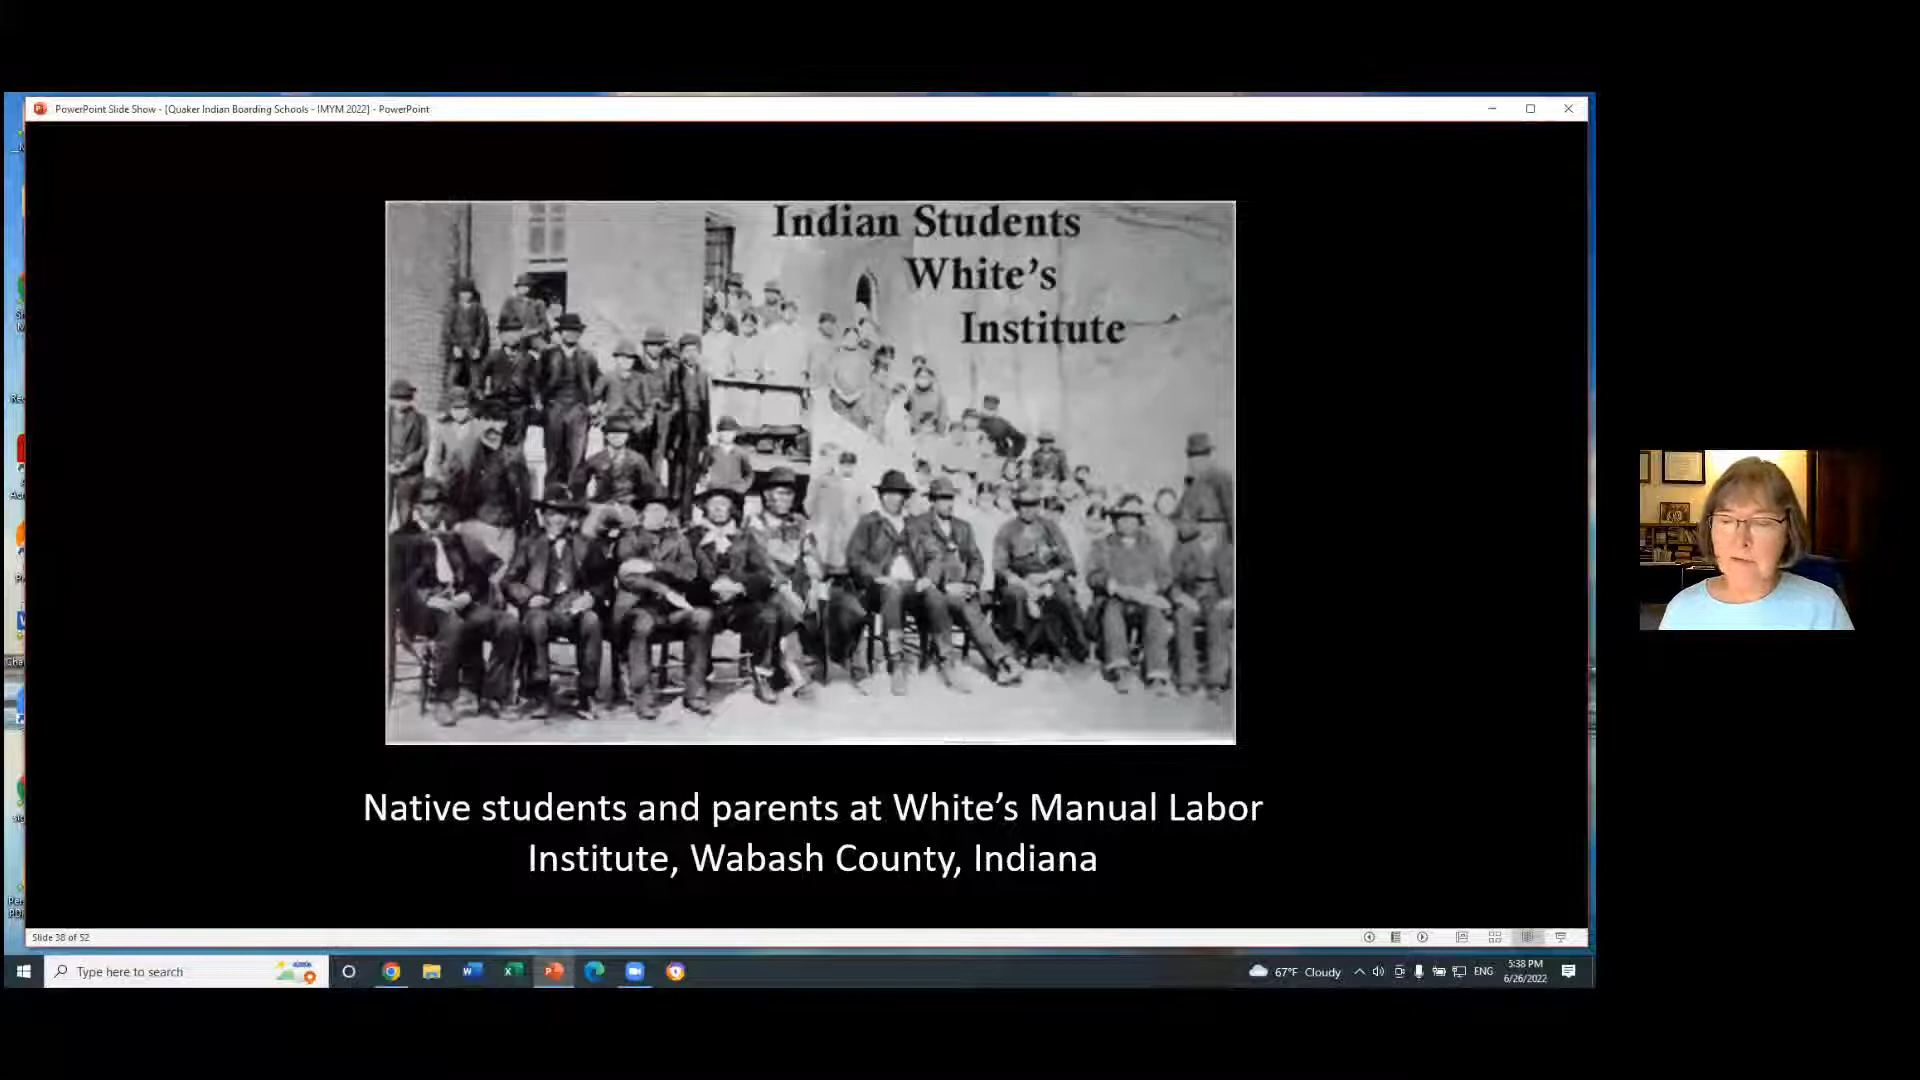 PowerPoint Slide Show - [Quaker Indian Boarding Schools - IMYM 2022] - PowerPoint
Indian Students
White's
Institute
Native students and parents at White's Manual Labor
Institute, Wabash County, Indiana
Slide 38 of 52
Type here to search
67°F Cloudy
ENG
5:38 PM
6/26/2022